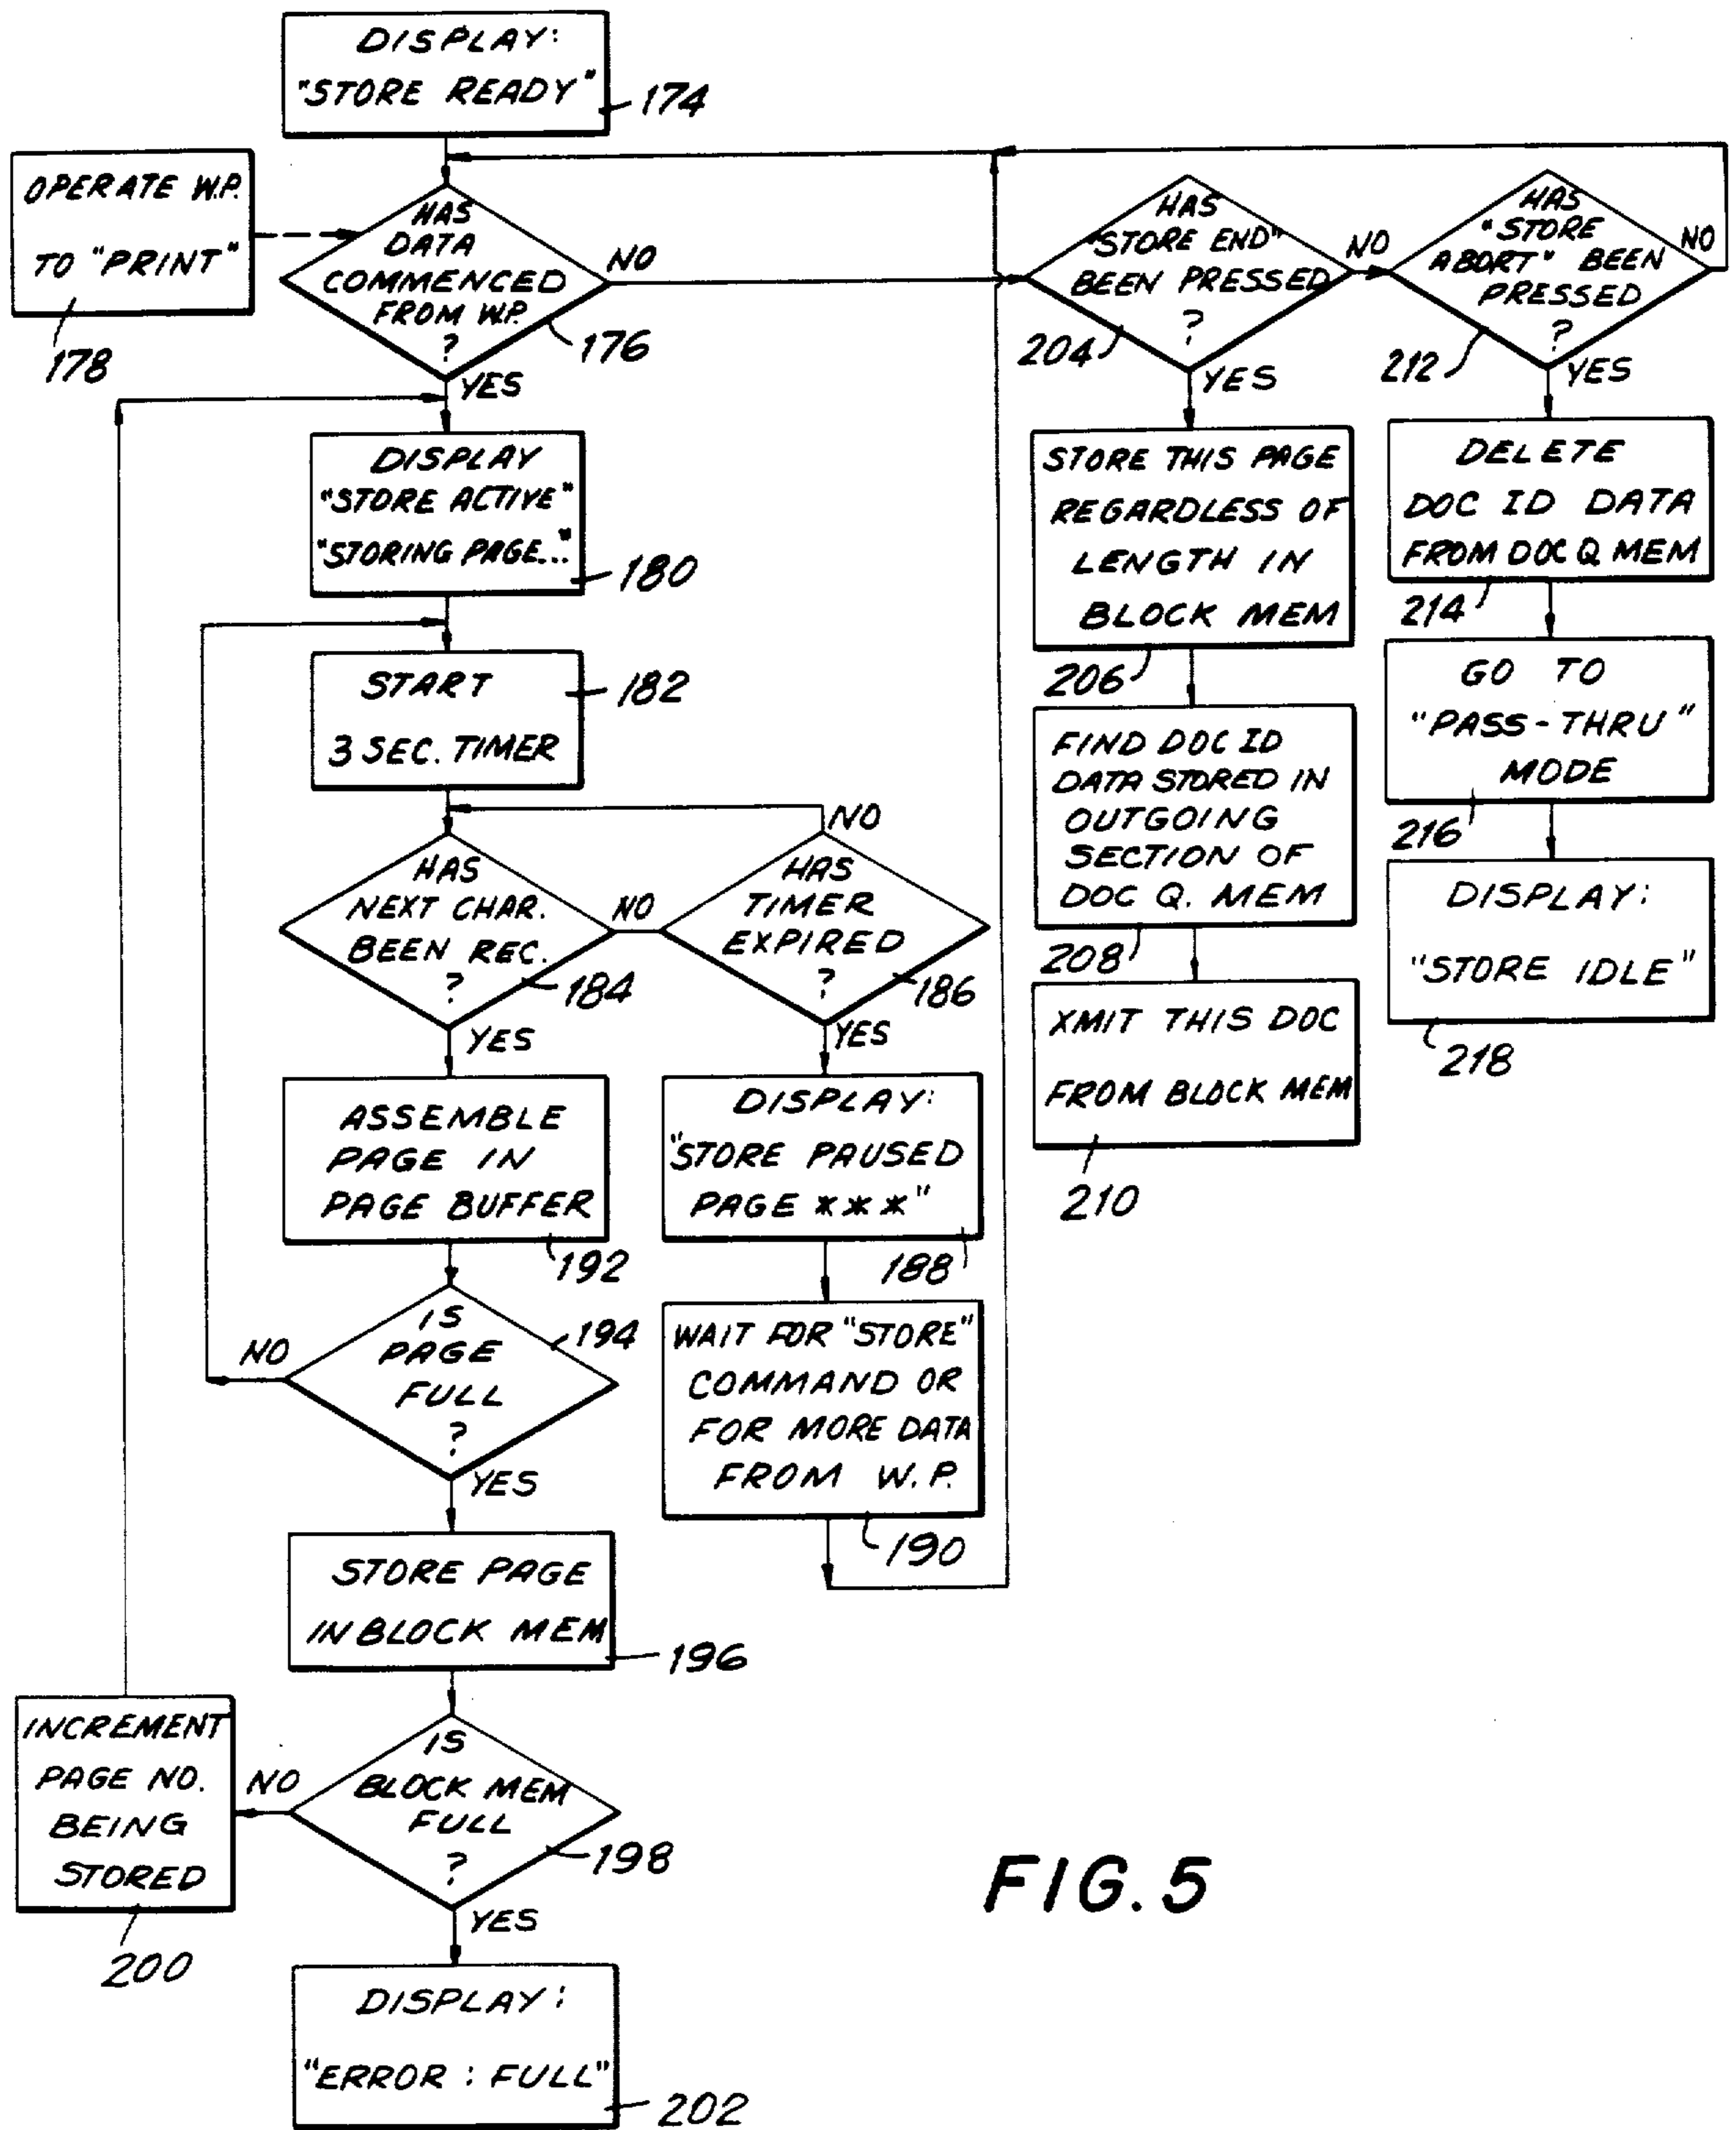 DISPLAY:
"STORE READY"
174
OPERATE W.P.
TO "PRINT"
178
HAS
DATA
COMMENCED
FROM W.P.
?
176
NO
YES
HAS
"STORE END"
BEEN PRESSED
?
204
NO
YES
HAS
"STORE
ABORT" BEEN
PRESSED
?
212
NO
YES
DISPLAY
"STORE ACTIVE"
"STORING PAGE..."
180
STORE THIS PAGE
REGARDLESS OF
LENGTH IN
BLOCK MEM
206
DELETE
DOC ID DATA
FROM DOC Q MEM
214
START
3 SEC. TIMER
182
FIND DOC ID
DATA STORED IN
OUTGOING
SECTION OF
DOC Q. MEM
208
GO TO
"PASS-THRU"
MODE
216
HAS
NEXT CHAR.
BEEN REC.
?
184
NO
YES
HAS
TIMER
EXPIRED
?
186
NO
YES
XMIT THIS DOC
FROM BLOCK MEM
210
DISPLAY:
"STORE IDLE"
218
ASSEMBLE
PAGE IN
PAGE BUFFER
192
DISPLAY:
"STORE PAUSED
PAGE ***"
188
IS
PAGE
FULL
?
194
NO
YES
WAIT FOR "STORE"
COMMAND OR
FOR MORE DATA
FROM W.P.
190
STORE PAGE
IN BLOCK MEM
196
INCREMENT
PAGE NO.
BEING
STORED
200
IS
BLOCK MEM
FULL
?
198
NO
YES
DISPLAY:
"ERROR : FULL"
202
FIG. 5